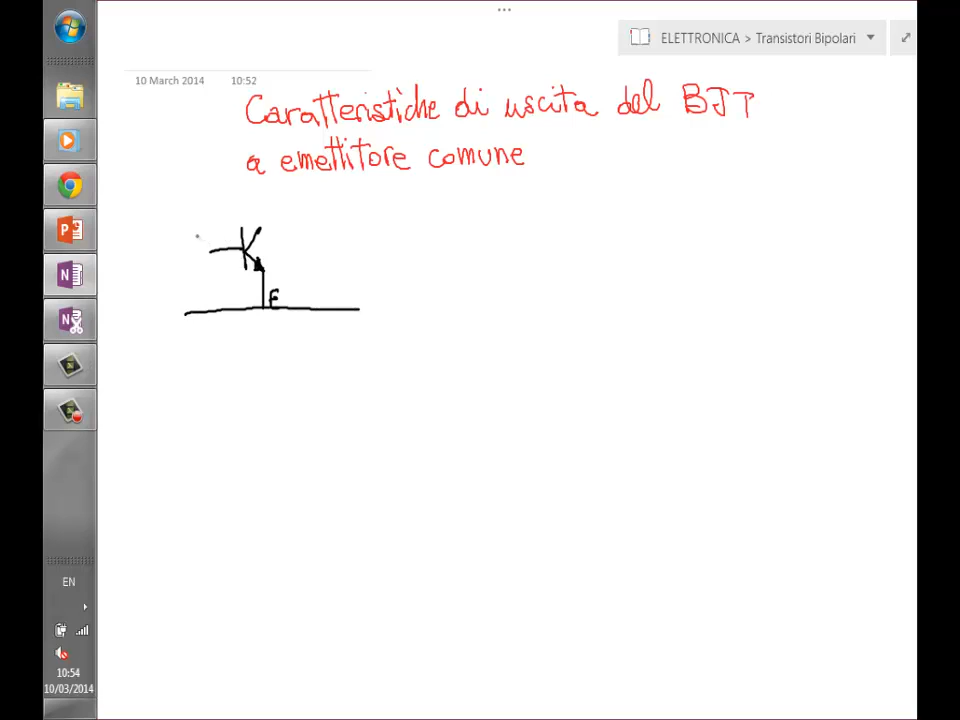 ELETTRONICA > Transistori Bipolari
10 March 2014 10:52
Caratteristiche di uscita del BJT
a emettitore comune
E
EN
10:54
10/03/2014